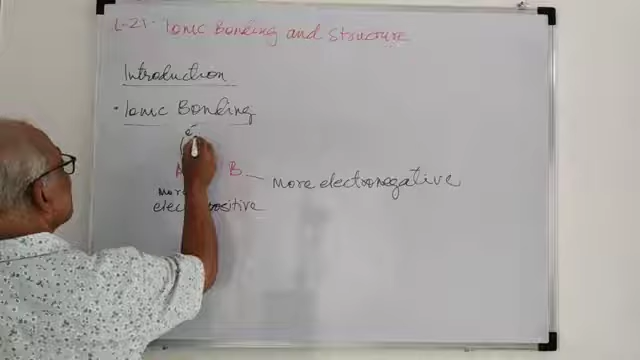 L-21. Ionic Bonding and Structure
Introduction
• Ionic Bonding
e⁻
B — More electronegative
More
electropositive